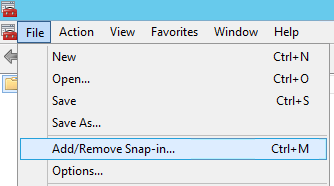 File Action View Favorites Window Help
New Ctrl+N
Open... Ctrl+O
Save Ctrl+S
Save As...
Add/Remove Snap-in... Ctrl+M
Options...